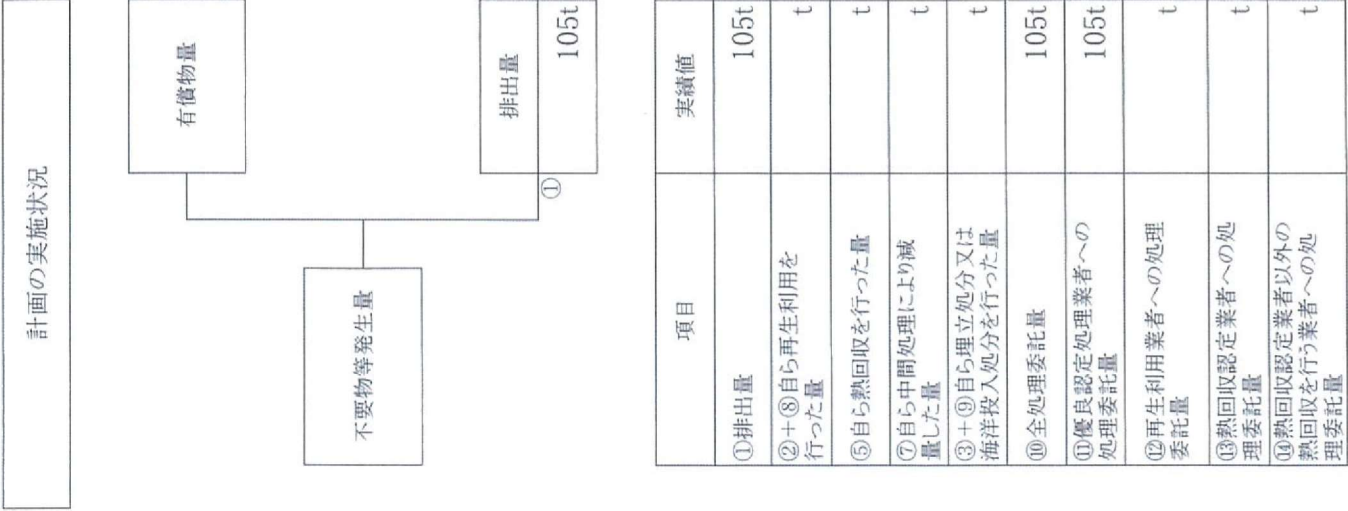 計画の実施状況
有償物量
不要物等発生量
排出量
①
105t
項目
実績値
①排出量
105t
②+⑧自ら再生利用を
行った量
t
⑤自ら熱回収を行った量
t
⑦自ら中間処理により減
量した量
t
③+⑨自ら埋立処分又は
海洋投入処分を行った量
t
⑩全処理委託量
105t
⑪優良認定処理業者への
処理委託量
105t
⑫再生利用業者への処理
委託量
t
⑬熱回収認定業者への処
理委託量
t
⑭熱回収認定業者以外の
熱回収を行う業者への処
理委託量
t